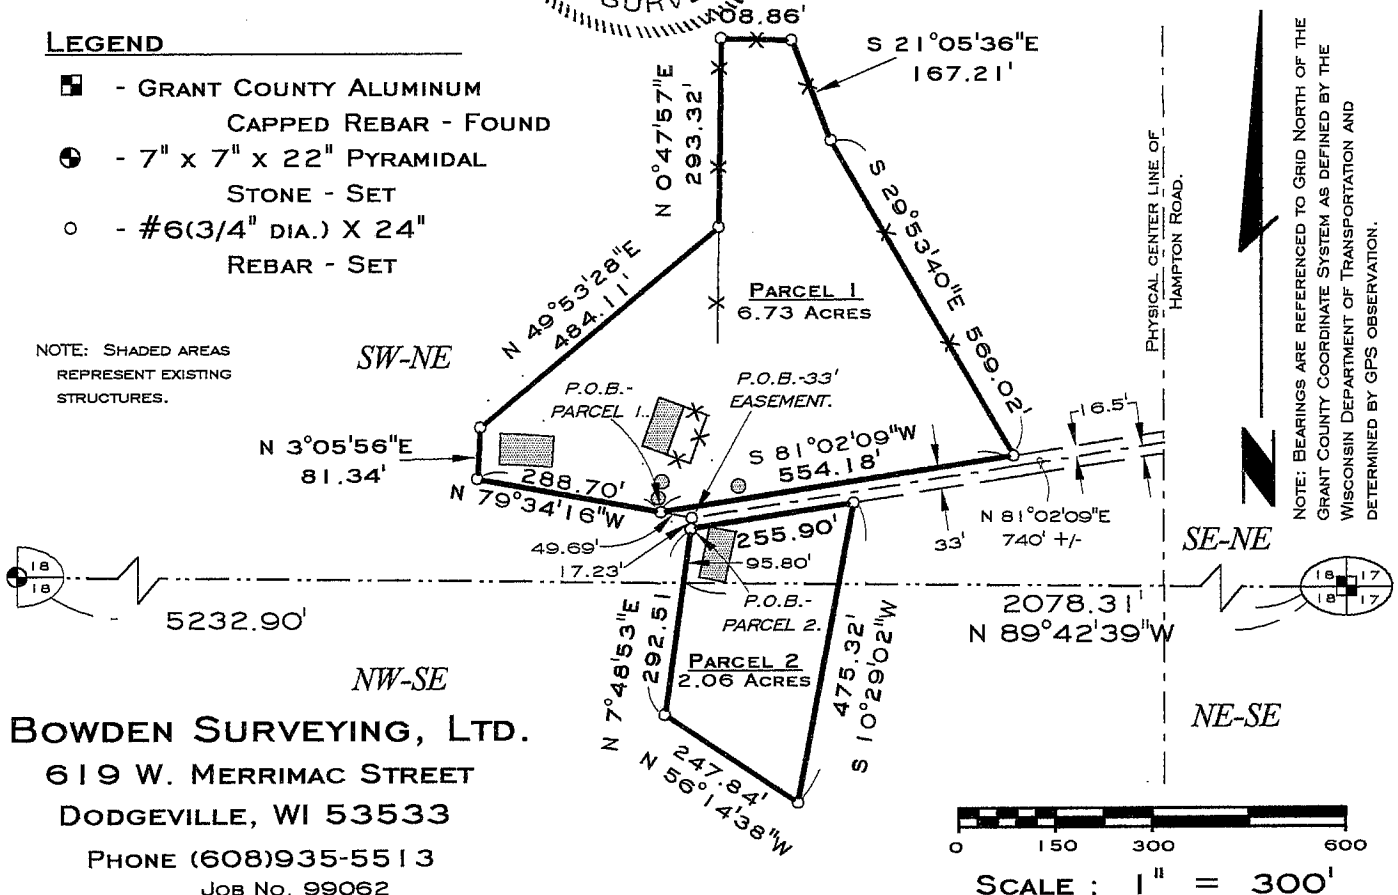 SURVE
08.86'
LEGEND
- GRANT COUNTY ALUMINUM
CAPPED REBAR - FOUND
- 7" X 7" X 22" PYRAMIDAL
STONE - SET
- #6(3/4" DIA.) X 24"
REBAR - SET
NOTE: SHADED AREAS
REPRESENT EXISTING
STRUCTURES.
S 21°05'36"E
167.21'
N 0°47'57"E
293.32'
S 29°53'40"E 569.02'
N 49°53'28"E
484.11'
PARCEL 1
6.73 ACRES
PHYSICAL CENTER LINE OF
HAMPTON ROAD.
N
NOTE: BEARINGS ARE REFERENCED TO GRID NORTH OF THE
GRANT COUNTY COORDINATE SYSTEM AS DEFINED BY THE
WISCONSIN DEPARTMENT OF TRANSPORTATION AND
DETERMINED BY GPS OBSERVATION.
SW-NE
P.O.B.-
PARCEL 1.
P.O.B.-33'
EASEMENT.
16.5'
N 3°05'56"E
81.34'
S 81°02'09"W
554.18'
288.70'
N 79°34'16"W
N 81°02'09"E
740' +/-
33'
255.90'
49.69'
17.23'
95.80'
SE-NE
18
18
5232.90'
2078.31'
N 89°42'39"W
18 17
18 17
P.O.B.-
PARCEL 2.
N 7°48'53"E
292.51'
PARCEL 2
2.06 ACRES
475.32'
S 10°29'02"W
NW-SE
NE-SE
247.84'
N 56°14'38"W
BOWDEN SURVEYING, LTD.
619 W. MERRIMAC STREET
DODGEVILLE, WI 53533
PHONE (608)935-5513
JOB NO. 99062
0 150 300 600
SCALE : 1" = 300'